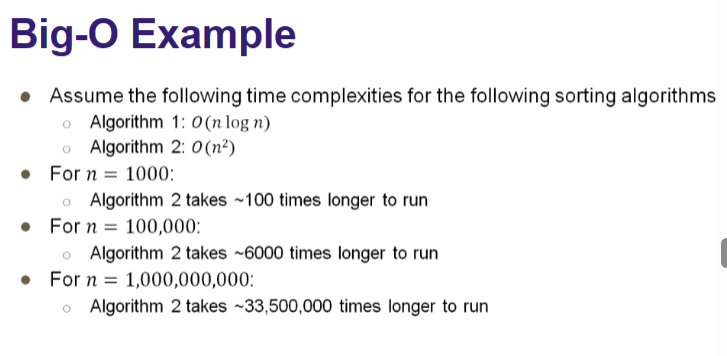 Big-O Example
● Assume the following time complexities for the following sorting algorithms
○ Algorithm 1: O(n log n)
○ Algorithm 2: O(n²)
● For n = 1000:
○ Algorithm 2 takes ~100 times longer to run
● For n = 100,000:
○ Algorithm 2 takes ~6000 times longer to run
● For n = 1,000,000,000:
○ Algorithm 2 takes ~33,500,000 times longer to run